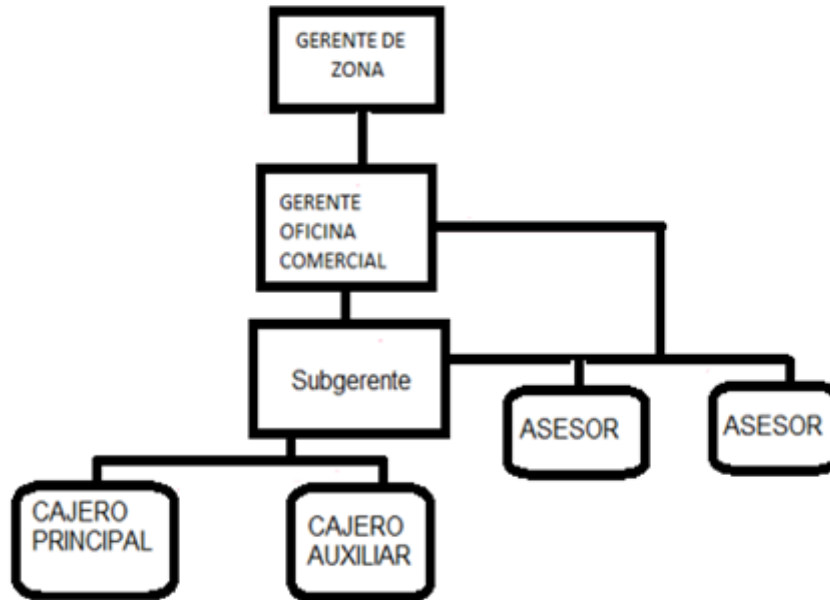 GERENTE DE
ZONA
GERENTE
OFICINA
COMERCIAL
Subgerente
ASESOR
ASESOR
CAJERO
PRINCIPAL
CAJERO
AUXILIAR